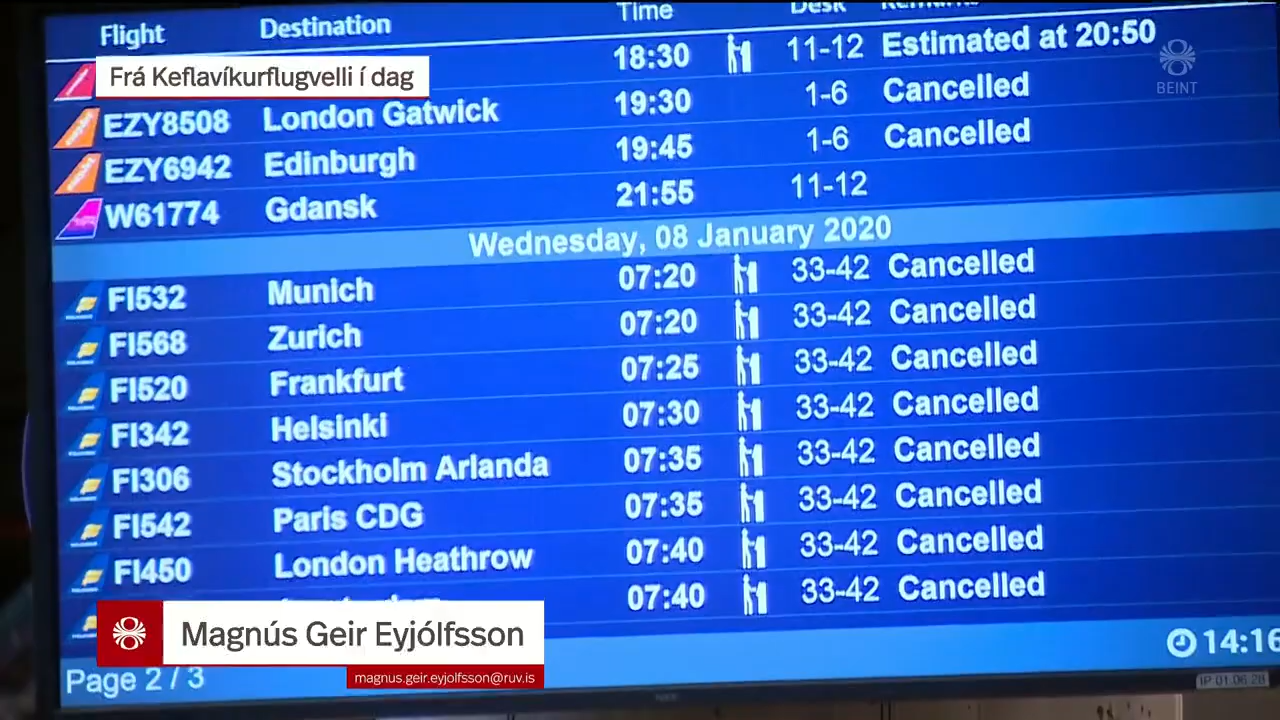 Flight Destination Time Desk Remarks
18:30 11-12 Estimated at 20:50
Frá Keflavíkurflugvelli í dag
BEINT
EZY8508 London Gatwick 19:30 1-6 Cancelled
EZY6942 Edinburgh 19:45 1-6 Cancelled
W61774 Gdansk 21:55 11-12
Wednesday, 08 January 2020
FI532 Munich 07:20 33-42 Cancelled
FI568 Zurich 07:20 33-42 Cancelled
FI520 Frankfurt 07:25 33-42 Cancelled
FI342 Helsinki 07:30 33-42 Cancelled
FI306 Stockholm Arlanda 07:35 33-42 Cancelled
FI542 Paris CDG 07:35 33-42 Cancelled
FI450 London Heathrow 07:40 33-42 Cancelled
07:40 33-42 Cancelled
Magnús Geir Eyjólfsson
magnus.geir.eyjolfsson@ruv.is
14:16
Page 2 / 3
IP 01.06.28